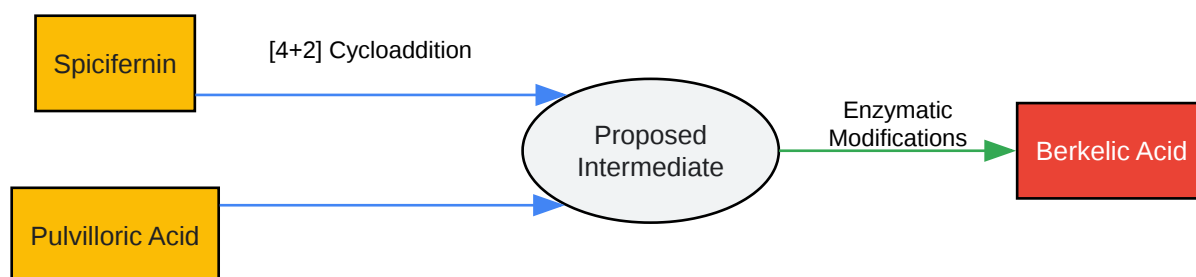 Spicifernin
[4+2] Cycloaddition
Pulvilloric Acid
Proposed
Intermediate
Enzymatic
Modifications
Berkelic Acid